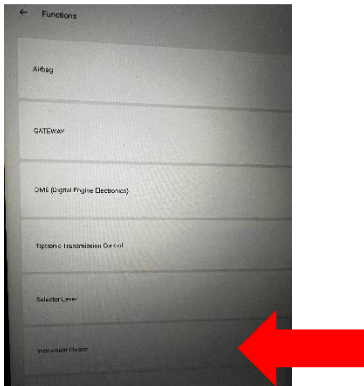 Functions
Airbag
GATEWAY
DME (Digital Engine Electronics)
Tiptronic Transmission Control
Selector Lever
Instrument Cluster